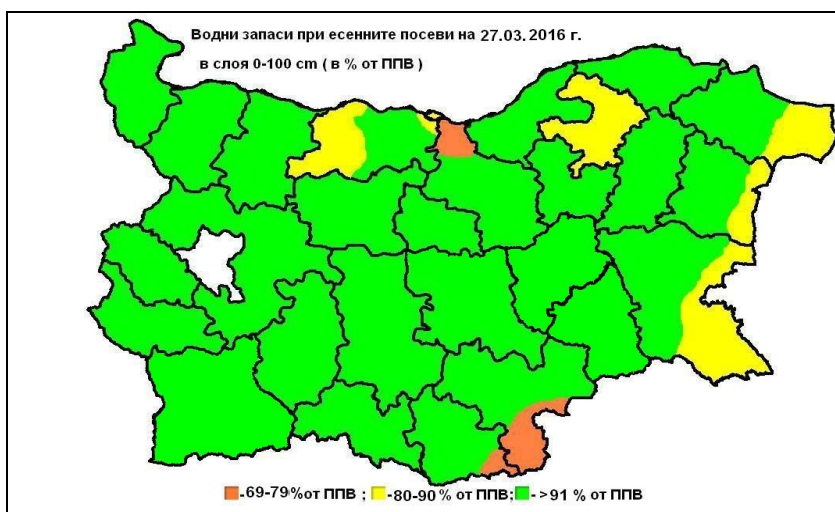 Водни запаси при есенните посеви на 27.03. 2016 г.
в слоя 0-100 cm ( в % от ППВ )
-69-79%от ППВ ; -80-90 % от ППВ; - >91 % от ППВ